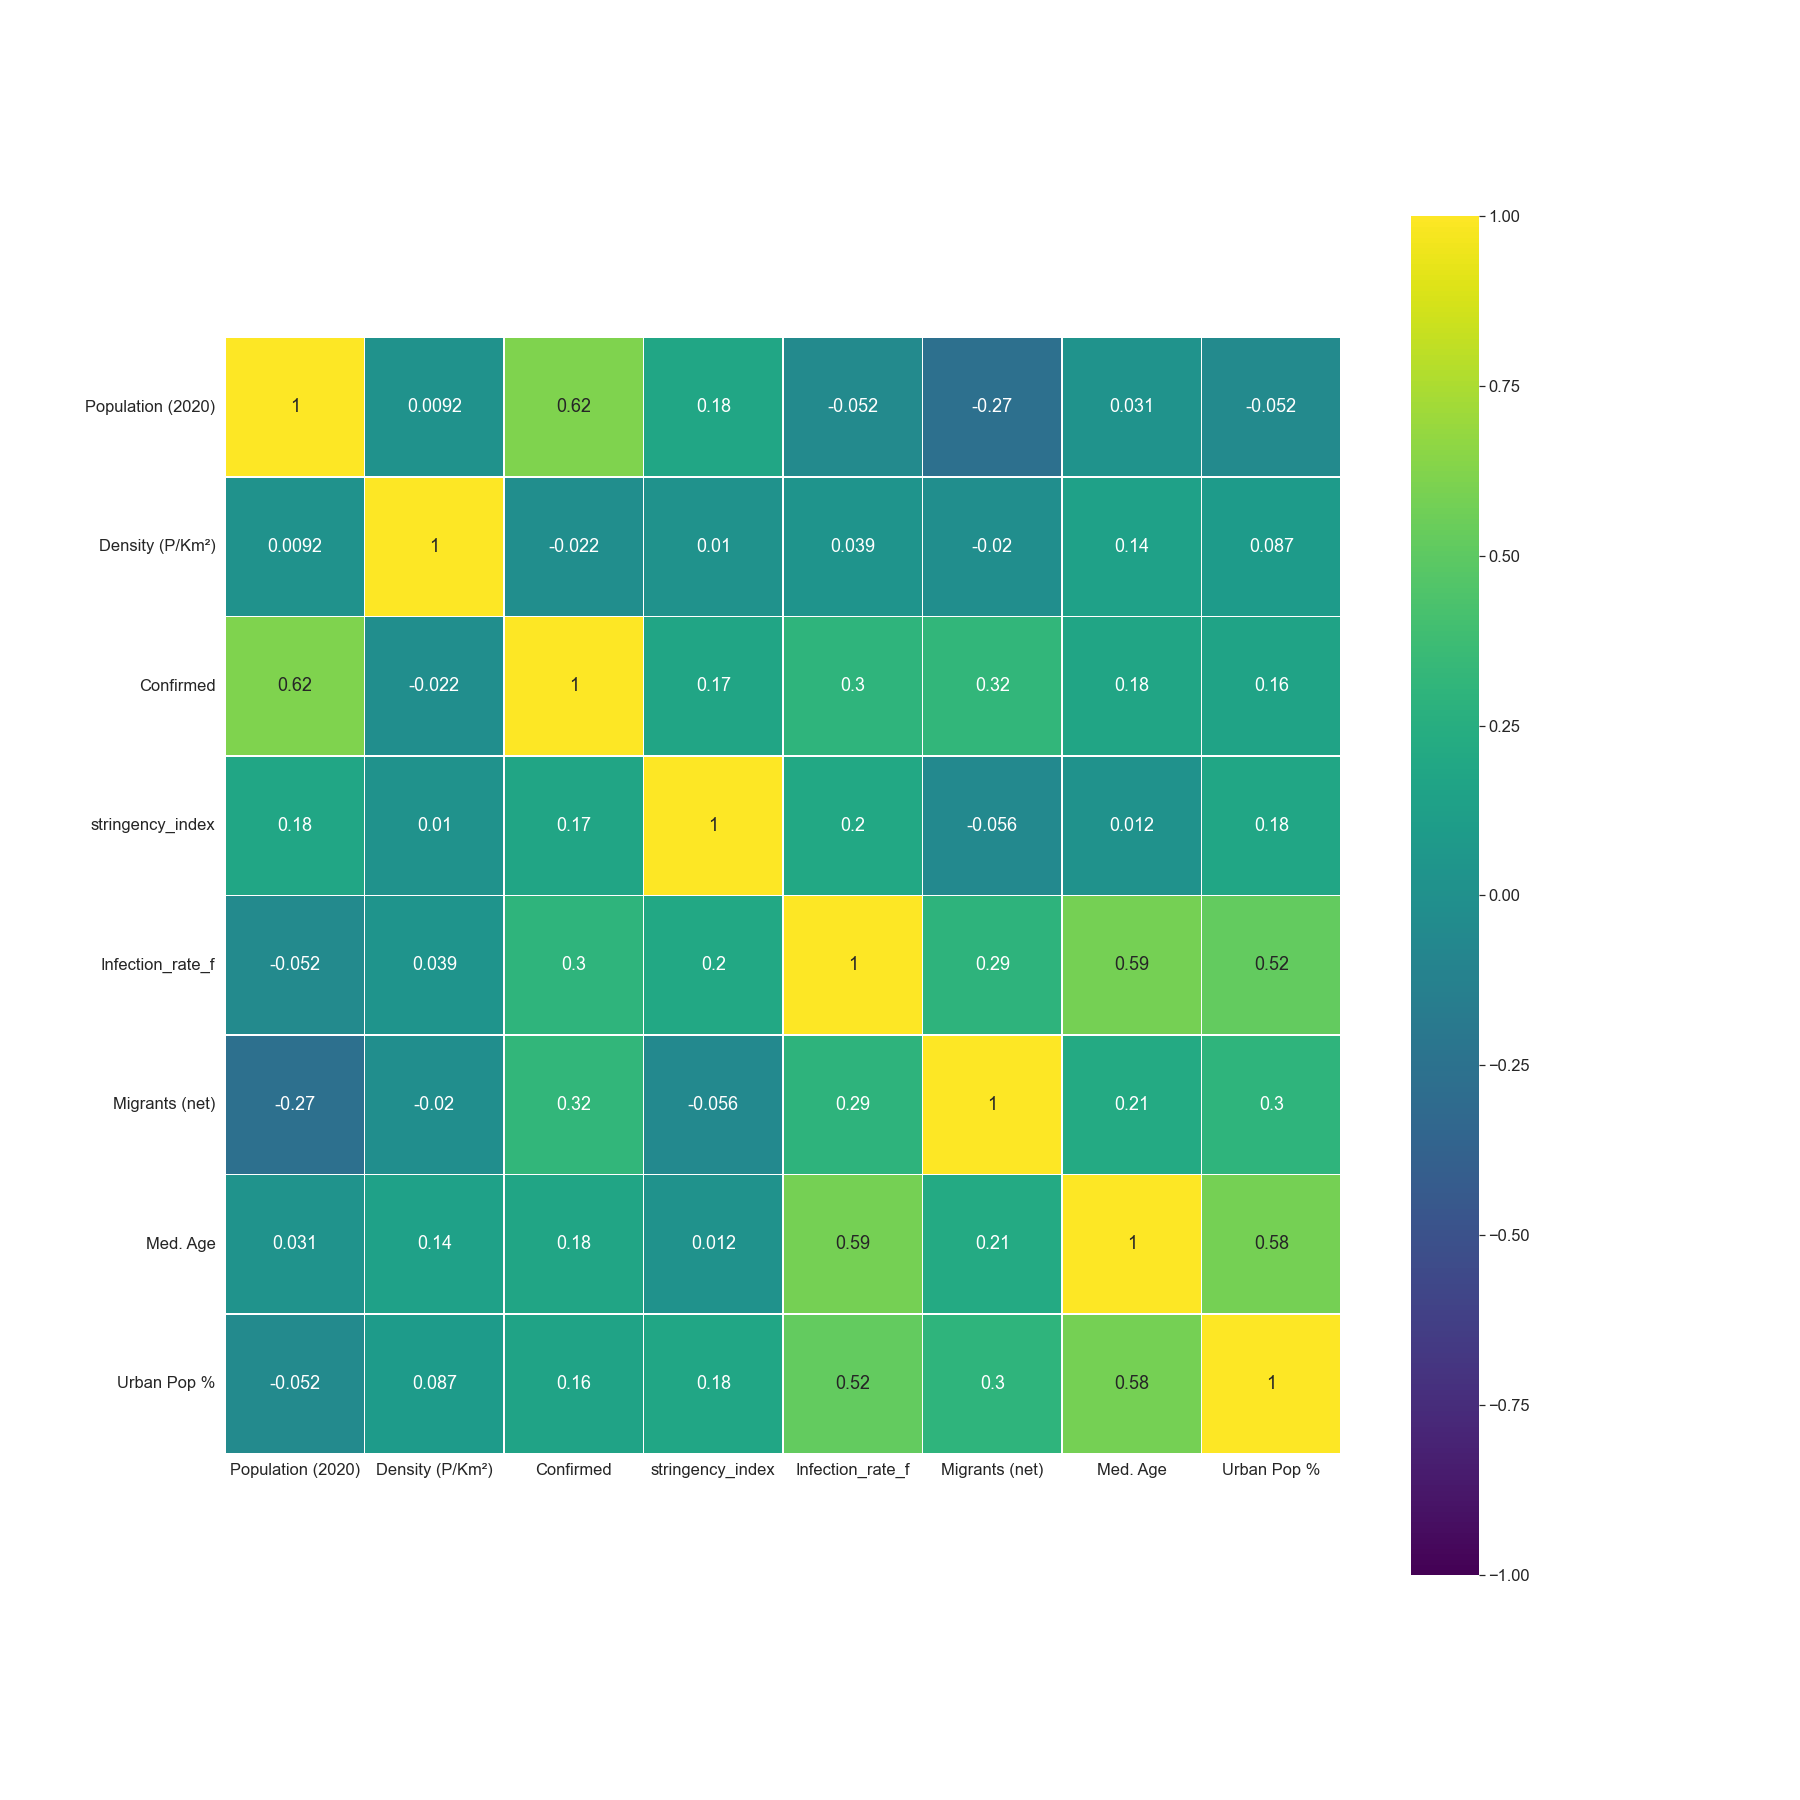 1.00
Population (2020) 1 0.0092 0.62 0.18 -0.052 -0.27 0.031 -0.052
0.75
Density (P/Km²) 0.0092 1 -0.022 0.01 0.039 -0.02 0.14 0.087
0.50
Confirmed 0.62 -0.022 1 0.17 0.3 0.32 0.18 0.16
0.25
stringency_index 0.18 0.01 0.17 1 0.2 -0.056 0.012 0.18
0.00
Infection_rate_f -0.052 0.039 0.3 0.2 1 0.29 0.59 0.52
−0.25
Migrants (net) -0.27 -0.02 0.32 -0.056 0.29 1 0.21 0.3
−0.50
Med. Age 0.031 0.14 0.18 0.012 0.59 0.21 1 0.58
Urban Pop % -0.052 0.087 0.16 0.18 0.52 0.3 0.58 1
−0.75
Population (2020) Density (P/Km²) Confirmed stringency_index Infection_rate_f Migrants (net) Med. Age Urban Pop %
−1.00